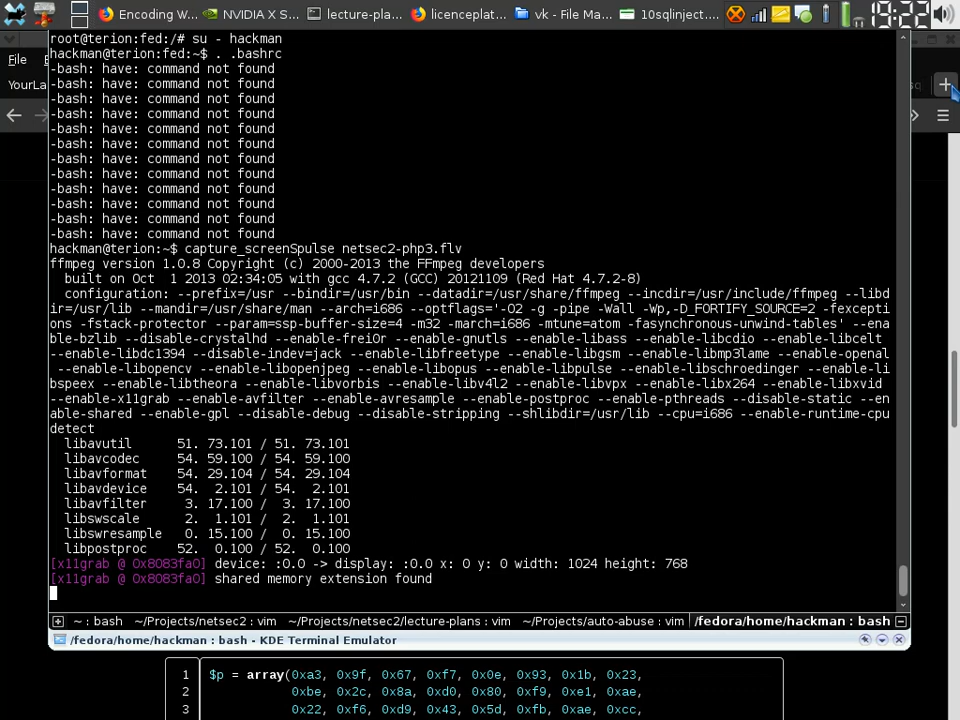 Encoding W...
NVIDIA X S...
lecture-pla...
licenceplat...
vk - File Ma...
10sqlinject...
19:22
root@terion:fed:/# su - hackman
hackman@terion:fed:~$ . .bashrc
-bash: have: command not found
-bash: have: command not found
-bash: have: command not found
-bash: have: command not found
-bash: have: command not found
-bash: have: command not found
-bash: have: command not found
-bash: have: command not found
-bash: have: command not found
-bash: have: command not found
-bash: have: command not found
-bash: have: command not found
hackman@terion:~$ capture_screenSpulse netsec2-php3.flv
ffmpeg version 1.0.8 Copyright (c) 2000-2013 the FFmpeg developers
built on Oct  1 2013 02:34:05 with gcc 4.7.2 (GCC) 20121109 (Red Hat 4.7.2-8)
configuration: --prefix=/usr --bindir=/usr/bin --datadir=/usr/share/ffmpeg --incdir=/usr/include/ffmpeg --libd
ir=/usr/lib --mandir=/usr/share/man --arch=i686 --optflags='-O2 -g -pipe -Wall -Wp,-D_FORTIFY_SOURCE=2 -fexcepti
ons -fstack-protector --param=ssp-buffer-size=4 -m32 -march=i686 -mtune=atom -fasynchronous-unwind-tables' --ena
ble-bzlib --disable-crystalhd --enable-frei0r --enable-gnutls --enable-libass --enable-libcdio --enable-libcelt
--enable-libdc1394 --disable-indev=jack --enable-libfreetype --enable-libgsm --enable-libmp3lame --enable-openal
--enable-libopencv --enable-libopenjpeg --enable-libopus --enable-libpulse --enable-libschroedinger --enable-li
bspeex --enable-libtheora --enable-libvorbis --enable-libv4l2 --enable-libvpx --enable-libx264 --enable-libxvid
--enable-x11grab --enable-avfilter --enable-avresample --enable-postproc --enable-pthreads --disable-static --en
able-shared --enable-gpl --disable-debug --disable-stripping --shlibdir=/usr/lib --cpu=i686 --enable-runtime-cpu
detect
libavutil     51. 73.101 / 51. 73.101
libavcodec    54. 59.100 / 54. 59.100
libavformat   54. 29.104 / 54. 29.104
libavdevice   54.  2.101 / 54.  2.101
libavfilter    3. 17.100 /  3. 17.100
libswscale     2.  1.101 /  2.  1.101
libswresample  0. 15.100 /  0. 15.100
libpostproc   52.  0.100 / 52.  0.100
[x11grab @ 0x8083fa0] device: :0.0 -> display: :0.0 x: 0 y: 0 width: 1024 height: 768
[x11grab @ 0x8083fa0] shared memory extension found
~ : bash ~/Projects/netsec2 : vim ~/Projects/netsec2/lecture-plans : vim ~/Projects/auto-abuse : vim /fedora/home/hackman : bash
/fedora/home/hackman : bash - KDE Terminal Emulator
File
YourLa
sq
1 $p = array(0xa3, 0x9f, 0x67, 0xf7, 0x0e, 0x93, 0x1b, 0x23,
2 0xbe, 0x2c, 0x8a, 0xd0, 0x80, 0xf9, 0xe1, 0xae,
3 0x22, 0xf6, 0xd9, 0x43, 0x5d, 0xfb, 0xae, 0xcc,